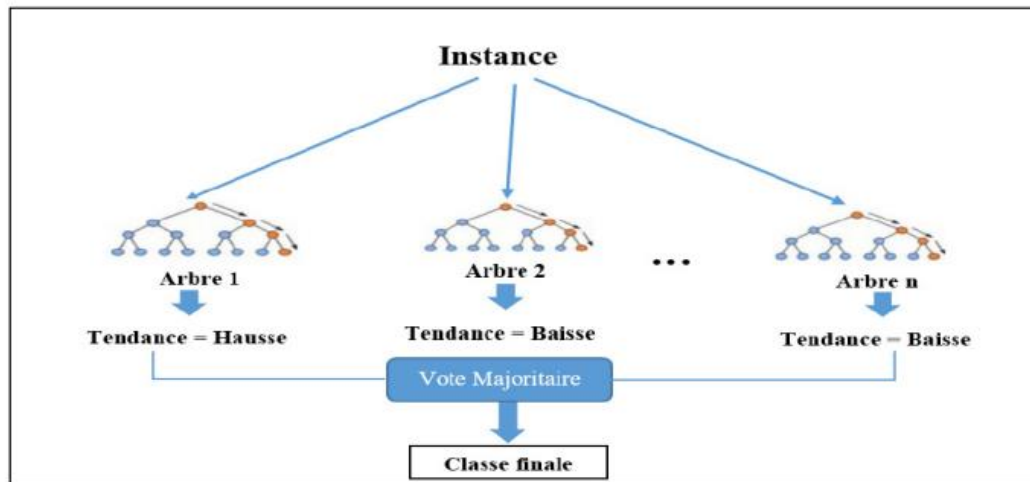 Instance
Arbre 1
Arbre 2
...
Arbre n
Tendance = Hausse
Tendance = Baisse
Tendance = Baisse
Vote Majoritaire
Classe finale